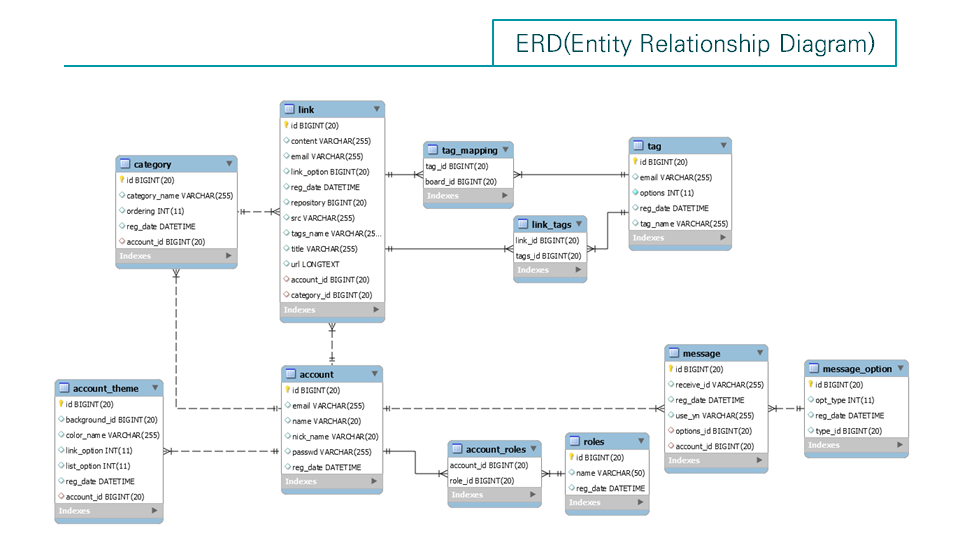 ERD(Entity Relationship Diagram)
link
id BIGINT(20)
content VARCHAR(255)
email VARCHAR(255)
link_option BIGINT(20)
reg_date DATETIME
repository BIGINT(20)
src VARCHAR(255)
tags_name VARCHAR(25...
title VARCHAR(255)
url LONGTEXT
account_id BIGINT(20)
category_id BIGINT(20)
Indexes
tag_mapping
tag_id BIGINT(20)
board_id BIGINT(20)
Indexes
tag
id BIGINT(20)
email VARCHAR(255)
options INT(11)
reg_date DATETIME
tag_name VARCHAR(255)
Indexes
category
id BIGINT(20)
category_name VARCHAR(255)
ordering INT(11)
reg_date DATETIME
account_id BIGINT(20)
Indexes
link_tags
link_id BIGINT(20)
tags_id BIGINT(20)
Indexes
account_theme
id BIGINT(20)
background_id BIGINT(20)
color_name VARCHAR(255)
link_option INT(11)
list_option INT(11)
reg_date DATETIME
account_id BIGINT(20)
Indexes
account
id BIGINT(20)
email VARCHAR(255)
name VARCHAR(20)
nick_name VARCHAR(20)
passwd VARCHAR(255)
reg_date DATETIME
Indexes
message
id BIGINT(20)
receive_id VARCHAR(255)
reg_date DATETIME
use_yn VARCHAR(255)
options_id BIGINT(20)
account_id BIGINT(20)
Indexes
message_option
id BIGINT(20)
opt_type INT(11)
reg_date DATETIME
type_id BIGINT(20)
Indexes
account_roles
account_id BIGINT(20)
role_id BIGINT(20)
Indexes
roles
id BIGINT(20)
name VARCHAR(50)
reg_date DATETIME
Indexes